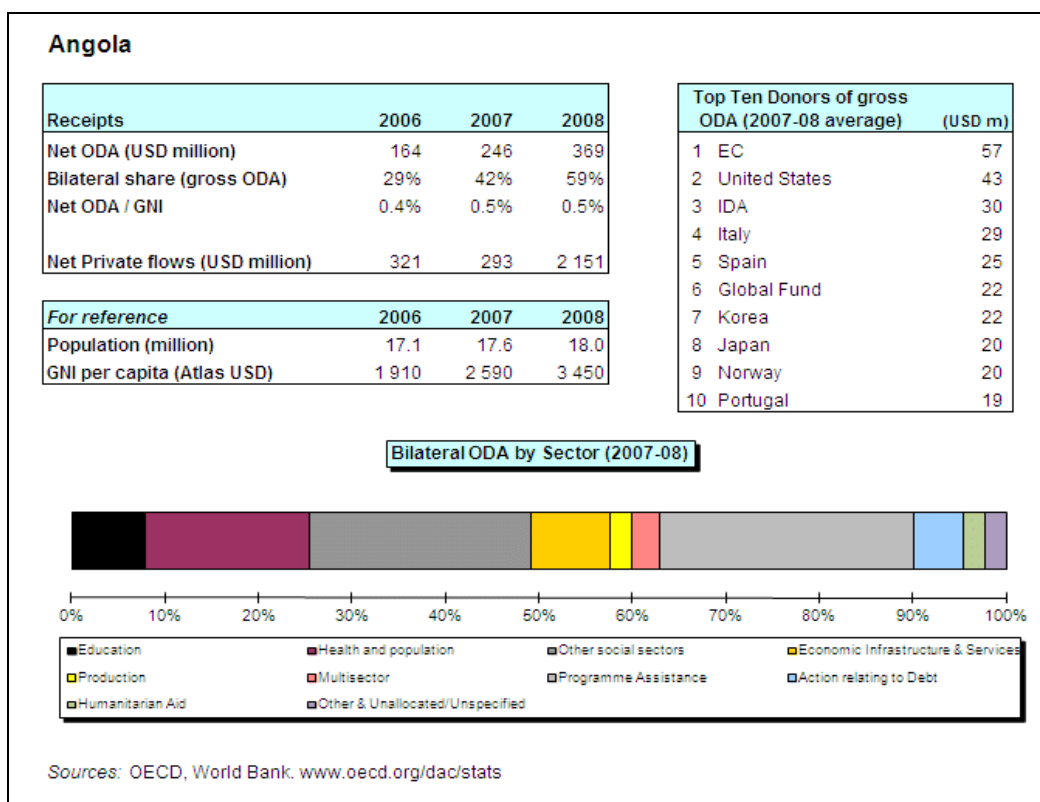 Angola
Receipts 2006 2007 2008
Net ODA (USD million) 164 246 369
Bilateral share (gross ODA) 29% 42% 59%
Net ODA / GNI 0.4% 0.5% 0.5%
Net Private flows (USD million) 321 293 2 151
For reference 2006 2007 2008
Population (million) 17.1 17.6 18.0
GNI per capita (Atlas USD) 1 910 2 590 3 450
Top Ten Donors of gross
ODA (2007-08 average) (USD m)
1 EC 57
2 United States 43
3 IDA 30
4 Italy 29
5 Spain 25
6 Global Fund 22
7 Korea 22
8 Japan 20
9 Norway 20
10 Portugal 19
Bilateral ODA by Sector (2007-08)
0% 10% 20% 30% 40% 50% 60% 70% 80% 90% 100%
Education Health and population Other social sectors Economic Infrastructure & Services
Production Multisector Programme Assistance Action relating to Debt
Humanitarian Aid Other & Unallocated/Unspecified
Sources: OECD, World Bank. www.oecd.org/dac/stats